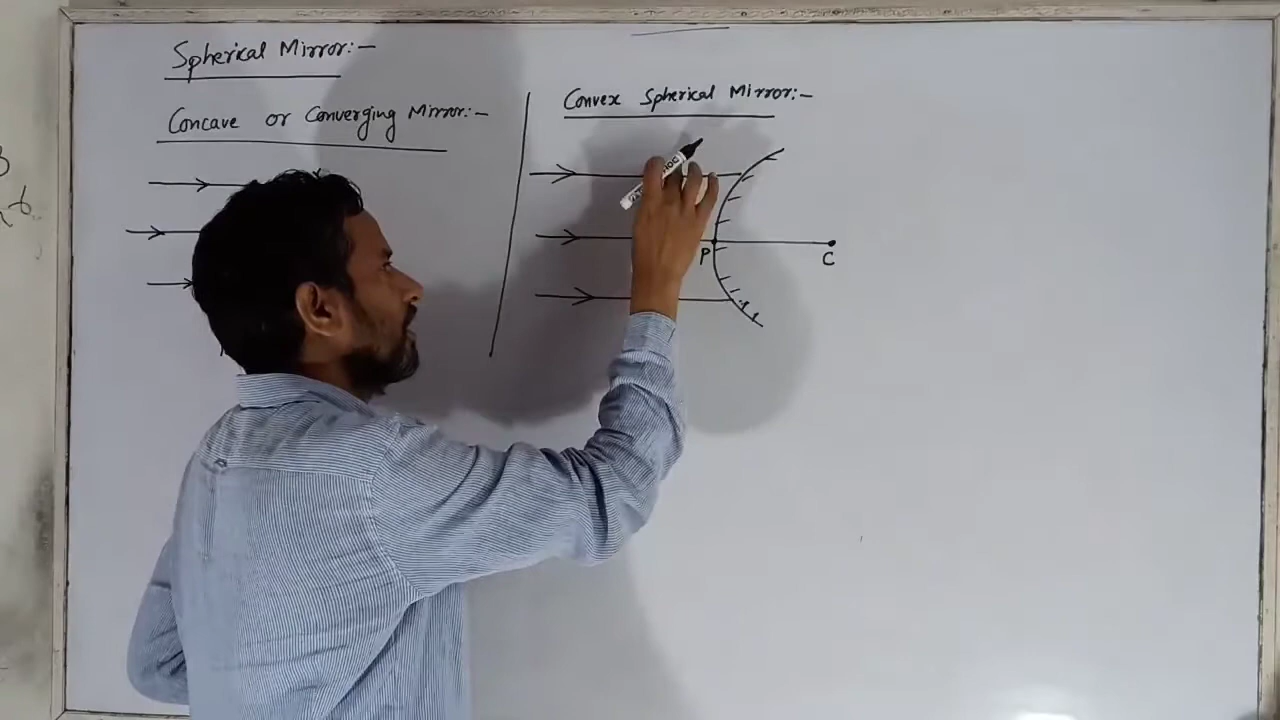 Spherical Mirror:-
Concave or Converging Mirror:-
Convex Spherical Mirror:-
P
C